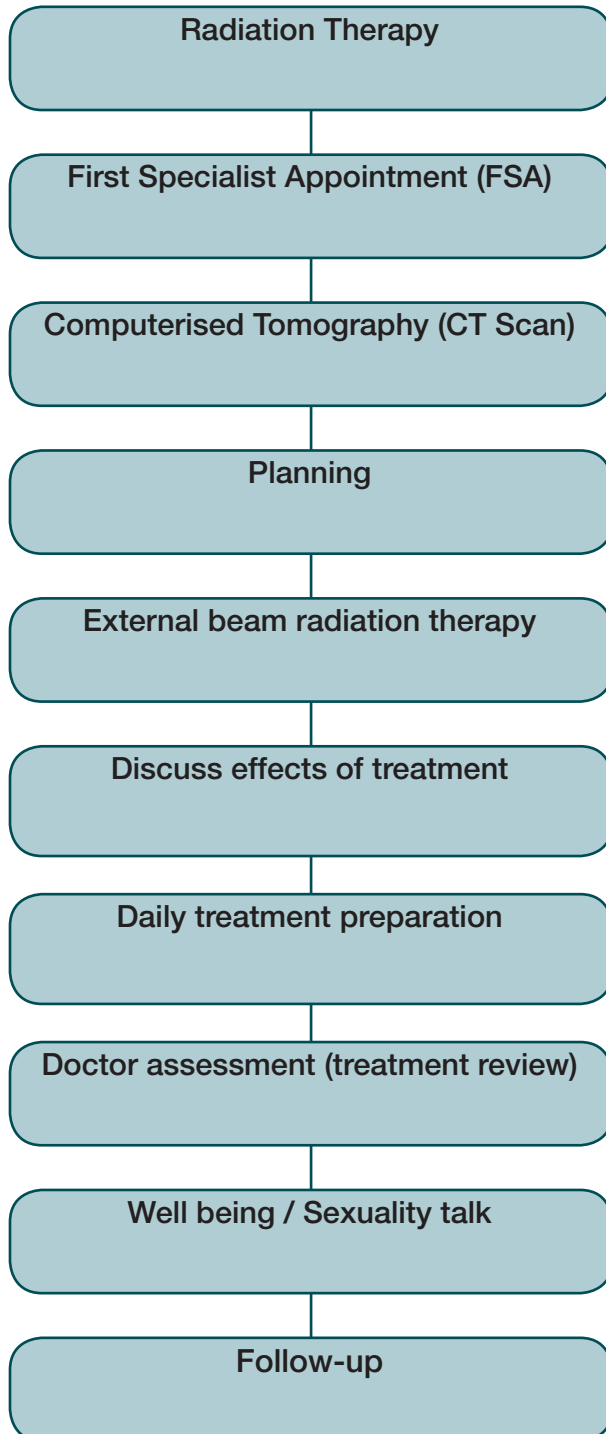 Radiation Therapy
First Specialist Appointment (FSA)
Computerised Tomography (CT Scan)
Planning
External beam radiation therapy
Discuss effects of treatment
Daily treatment preparation
Doctor assessment (treatment review)
Well being / Sexuality talk
Follow-up